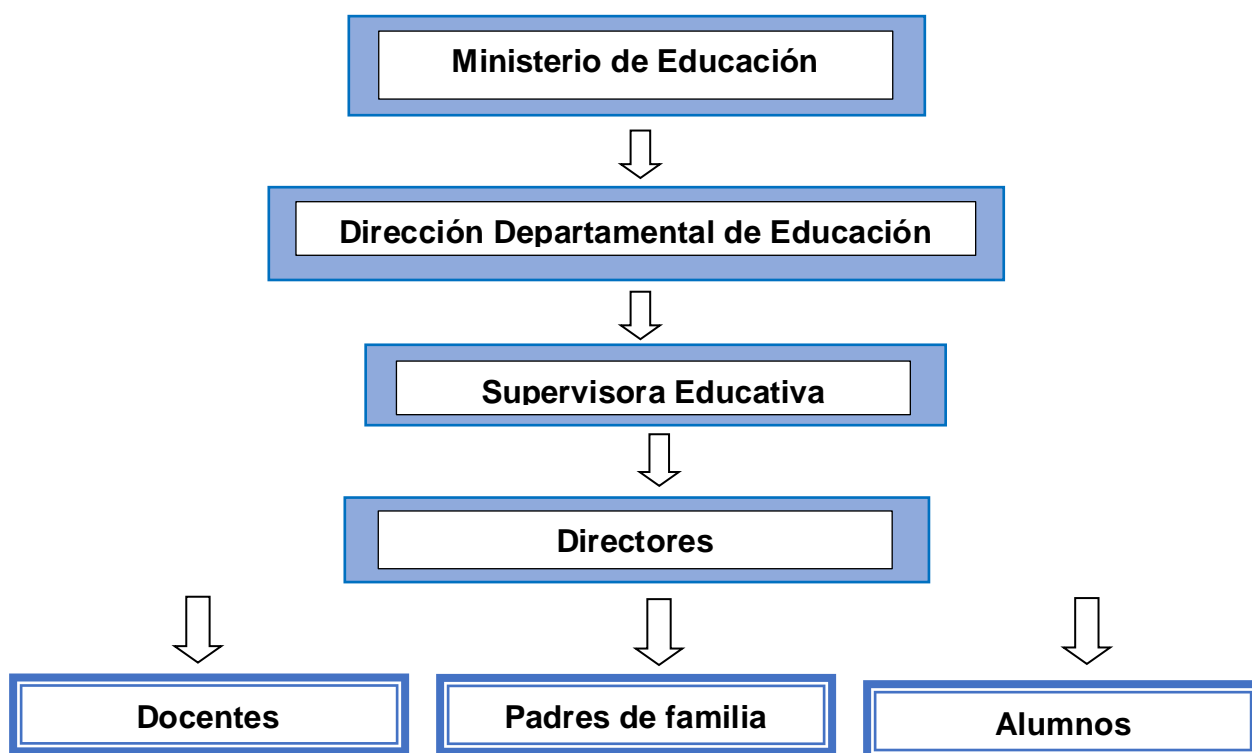 Ministerio de Educación
Dirección Departamental de Educación
Supervisora Educativa
Directores
Docentes
Padres de familia
Alumnos